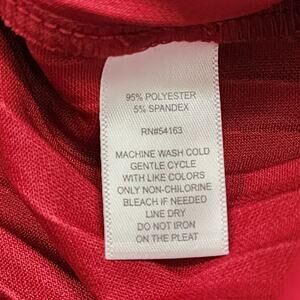 95% POLYESTER
5% SPANDEX
RN#54163
MACHINE WASH COLD
GENTLE CYCLE
WITH LIKE COLORS
ONLY NON-CHLORINE
BLEACH IF NEEDED
LINE DRY
DO NOT IRON
ON THE PLEAT